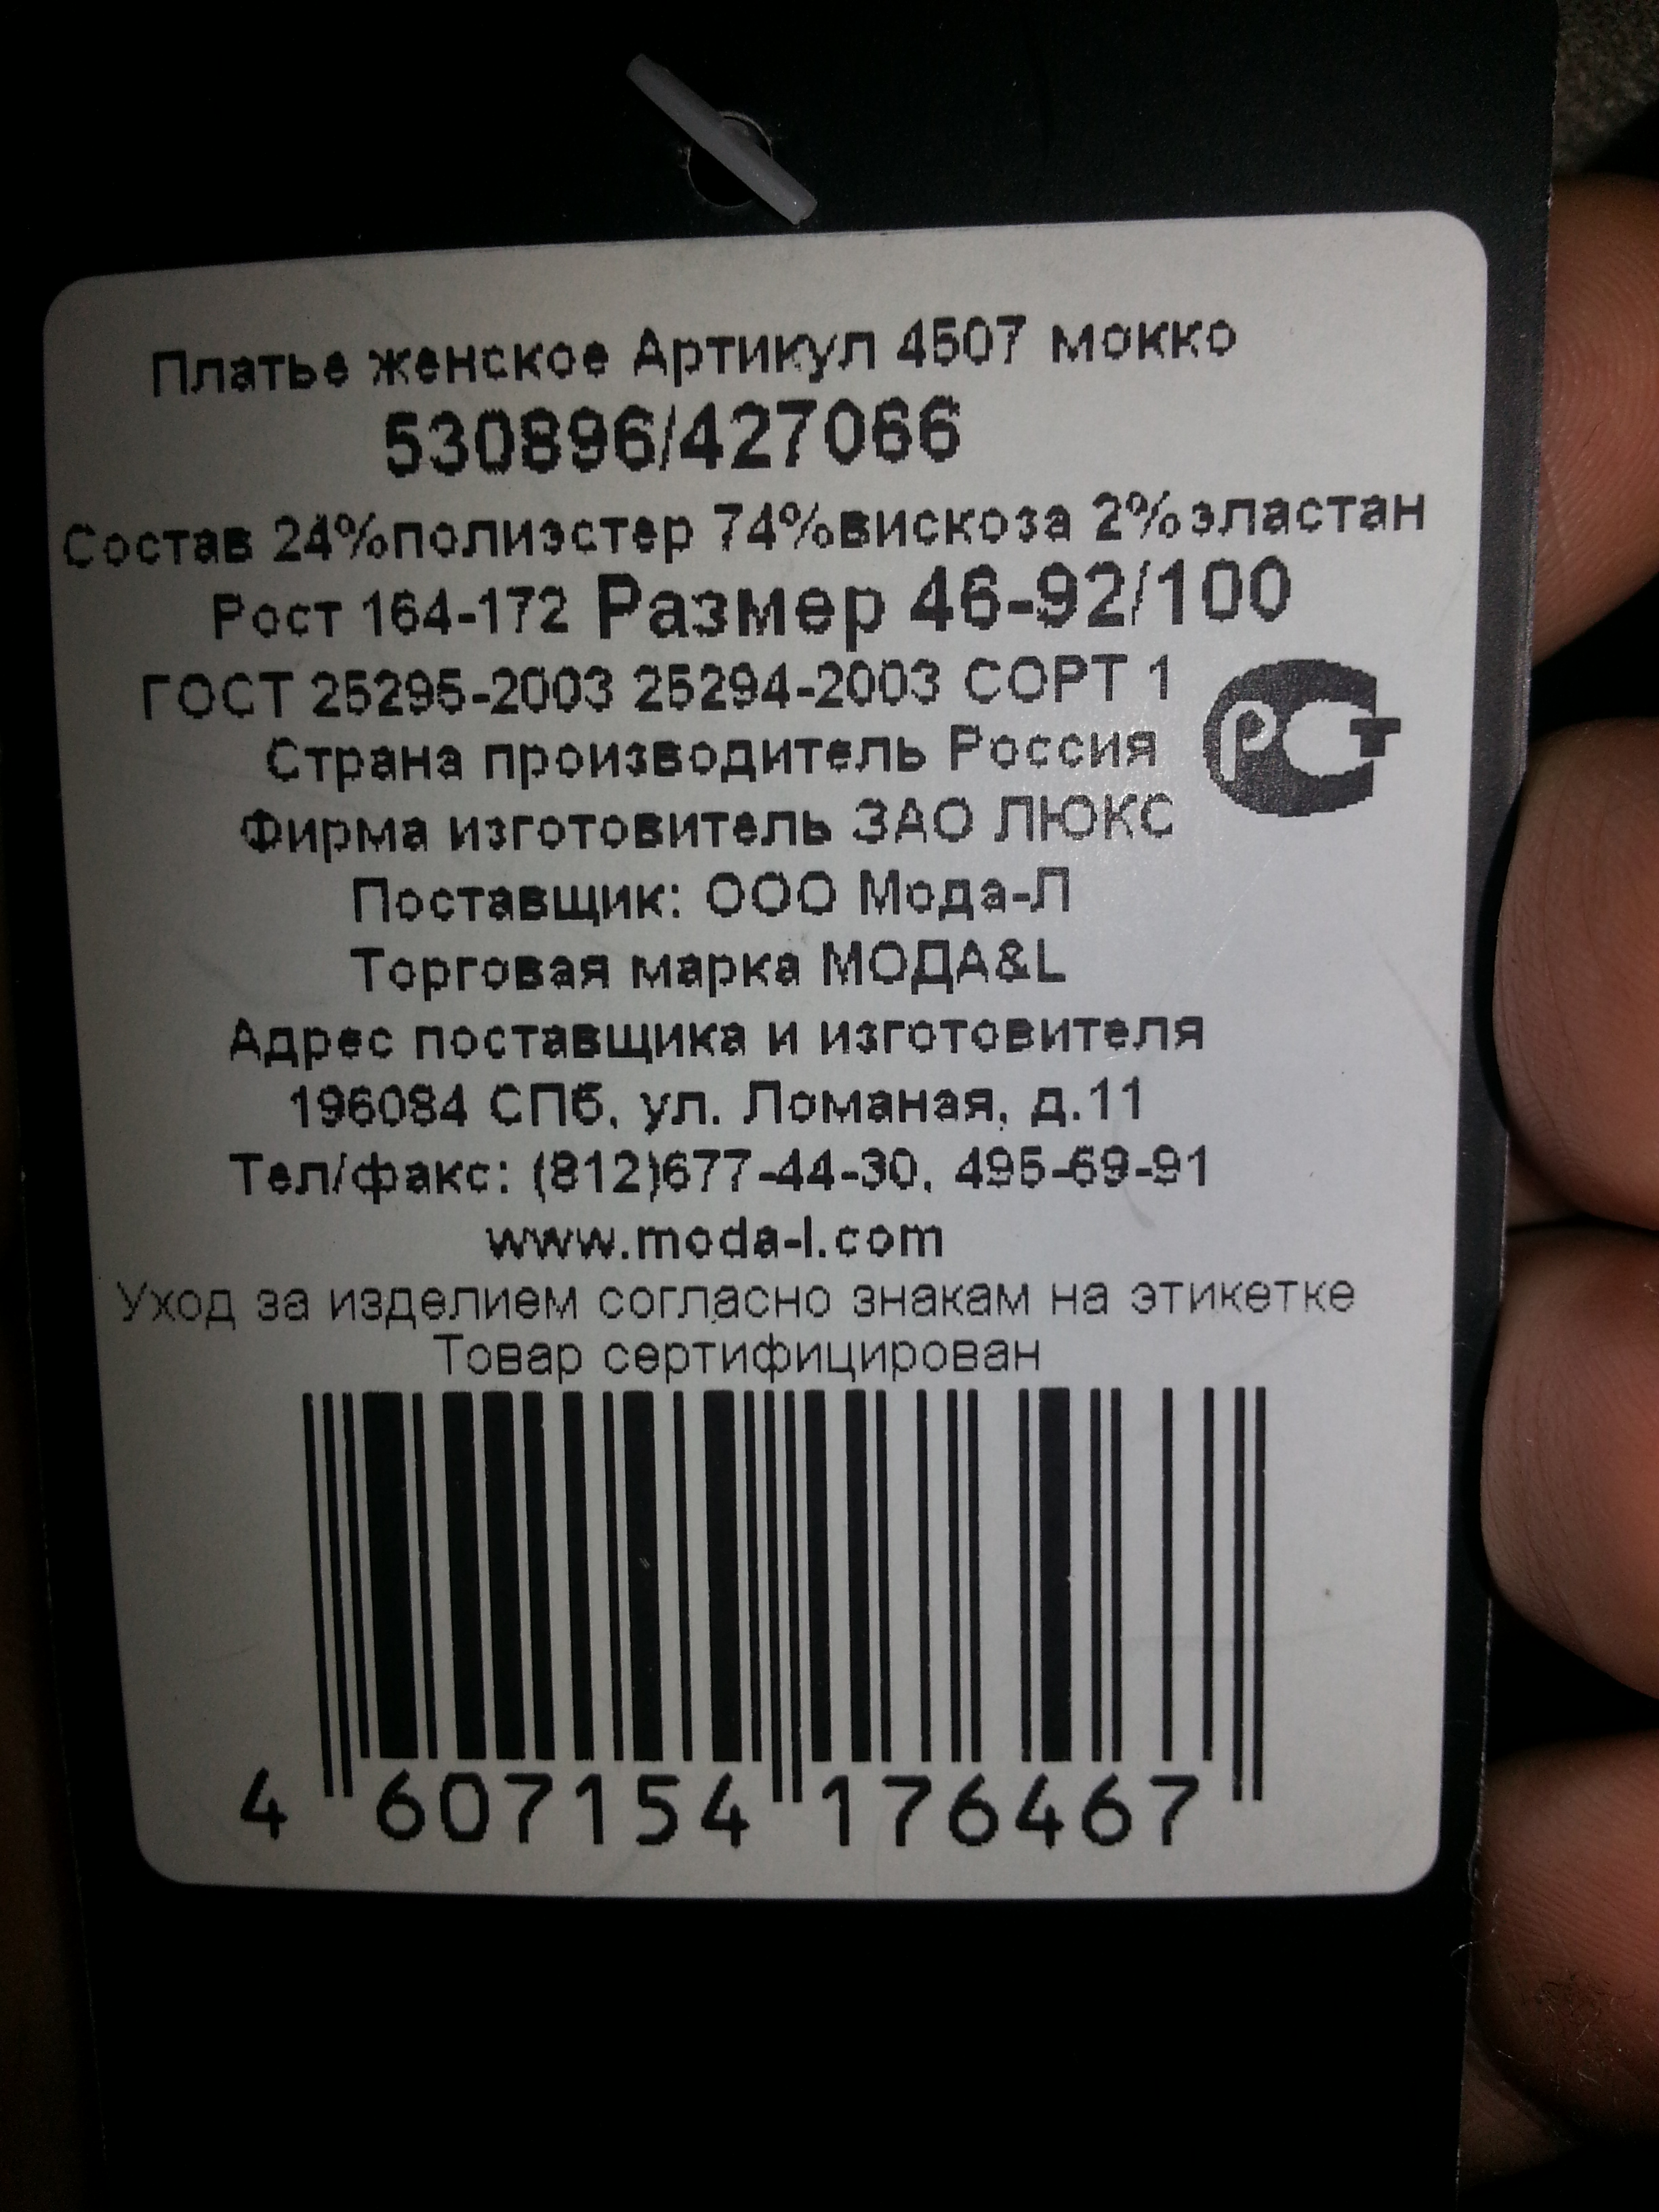 Платье женское Артикул 4507 мокко
530896/427066
Состав 24%полиэстер 74%вискоза 2%эластан
Рост 164-172 Размер 46-92/100
ГОСТ 25295-2003 25294-2003 СОРТ 1
Страна производитель Россия
РСТ
Фирма изготовитель ЗАО ЛЮКС
Поставщик: ООО Мода-Л
Торговая марка МОДА&L
Адрес поставщика и изготовителя
196084 СПб, ул. Ломаная, д.11
Тел/факс: (812)677-44-30, 495-69-91
www.moda-l.com
Уход за изделием согласно знакам на этикетке
Товар сертифицирован
4 607154 176467